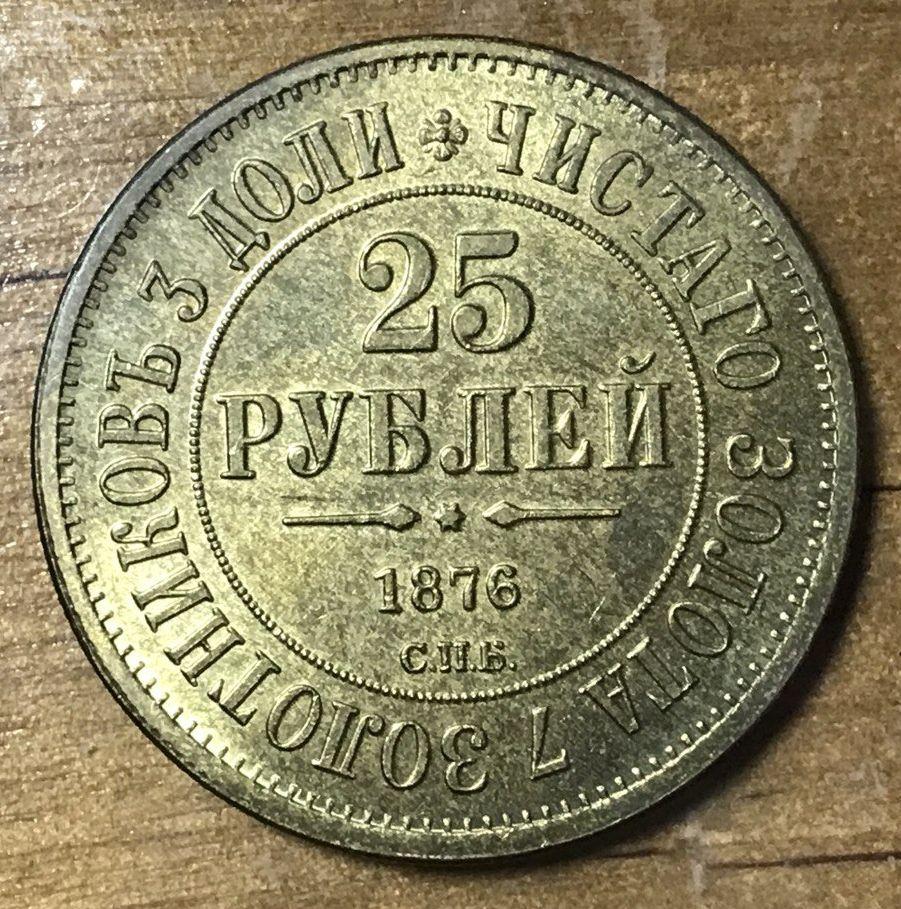 ЧИСТАГО ЗОЛОТА 7 ЗОЛОТНИКОВЪ 3 ДОЛИ
25
РУБЛЕЙ
1876
С.П.Б.